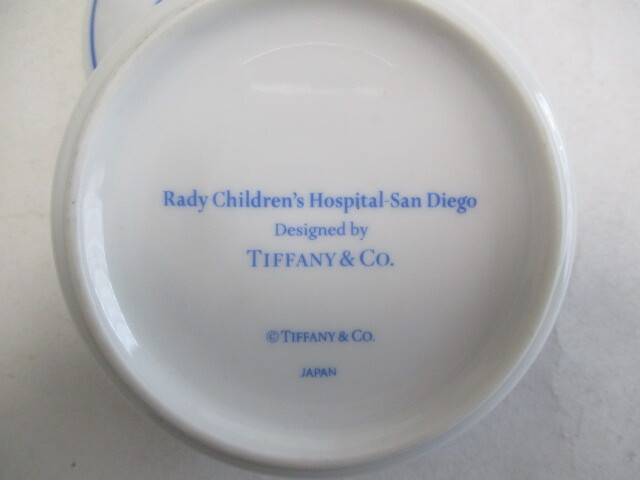 Rady Children's Hospital-San Diego
Designed by
TIFFANY & CO.
© TIFFANY & CO.
JAPAN